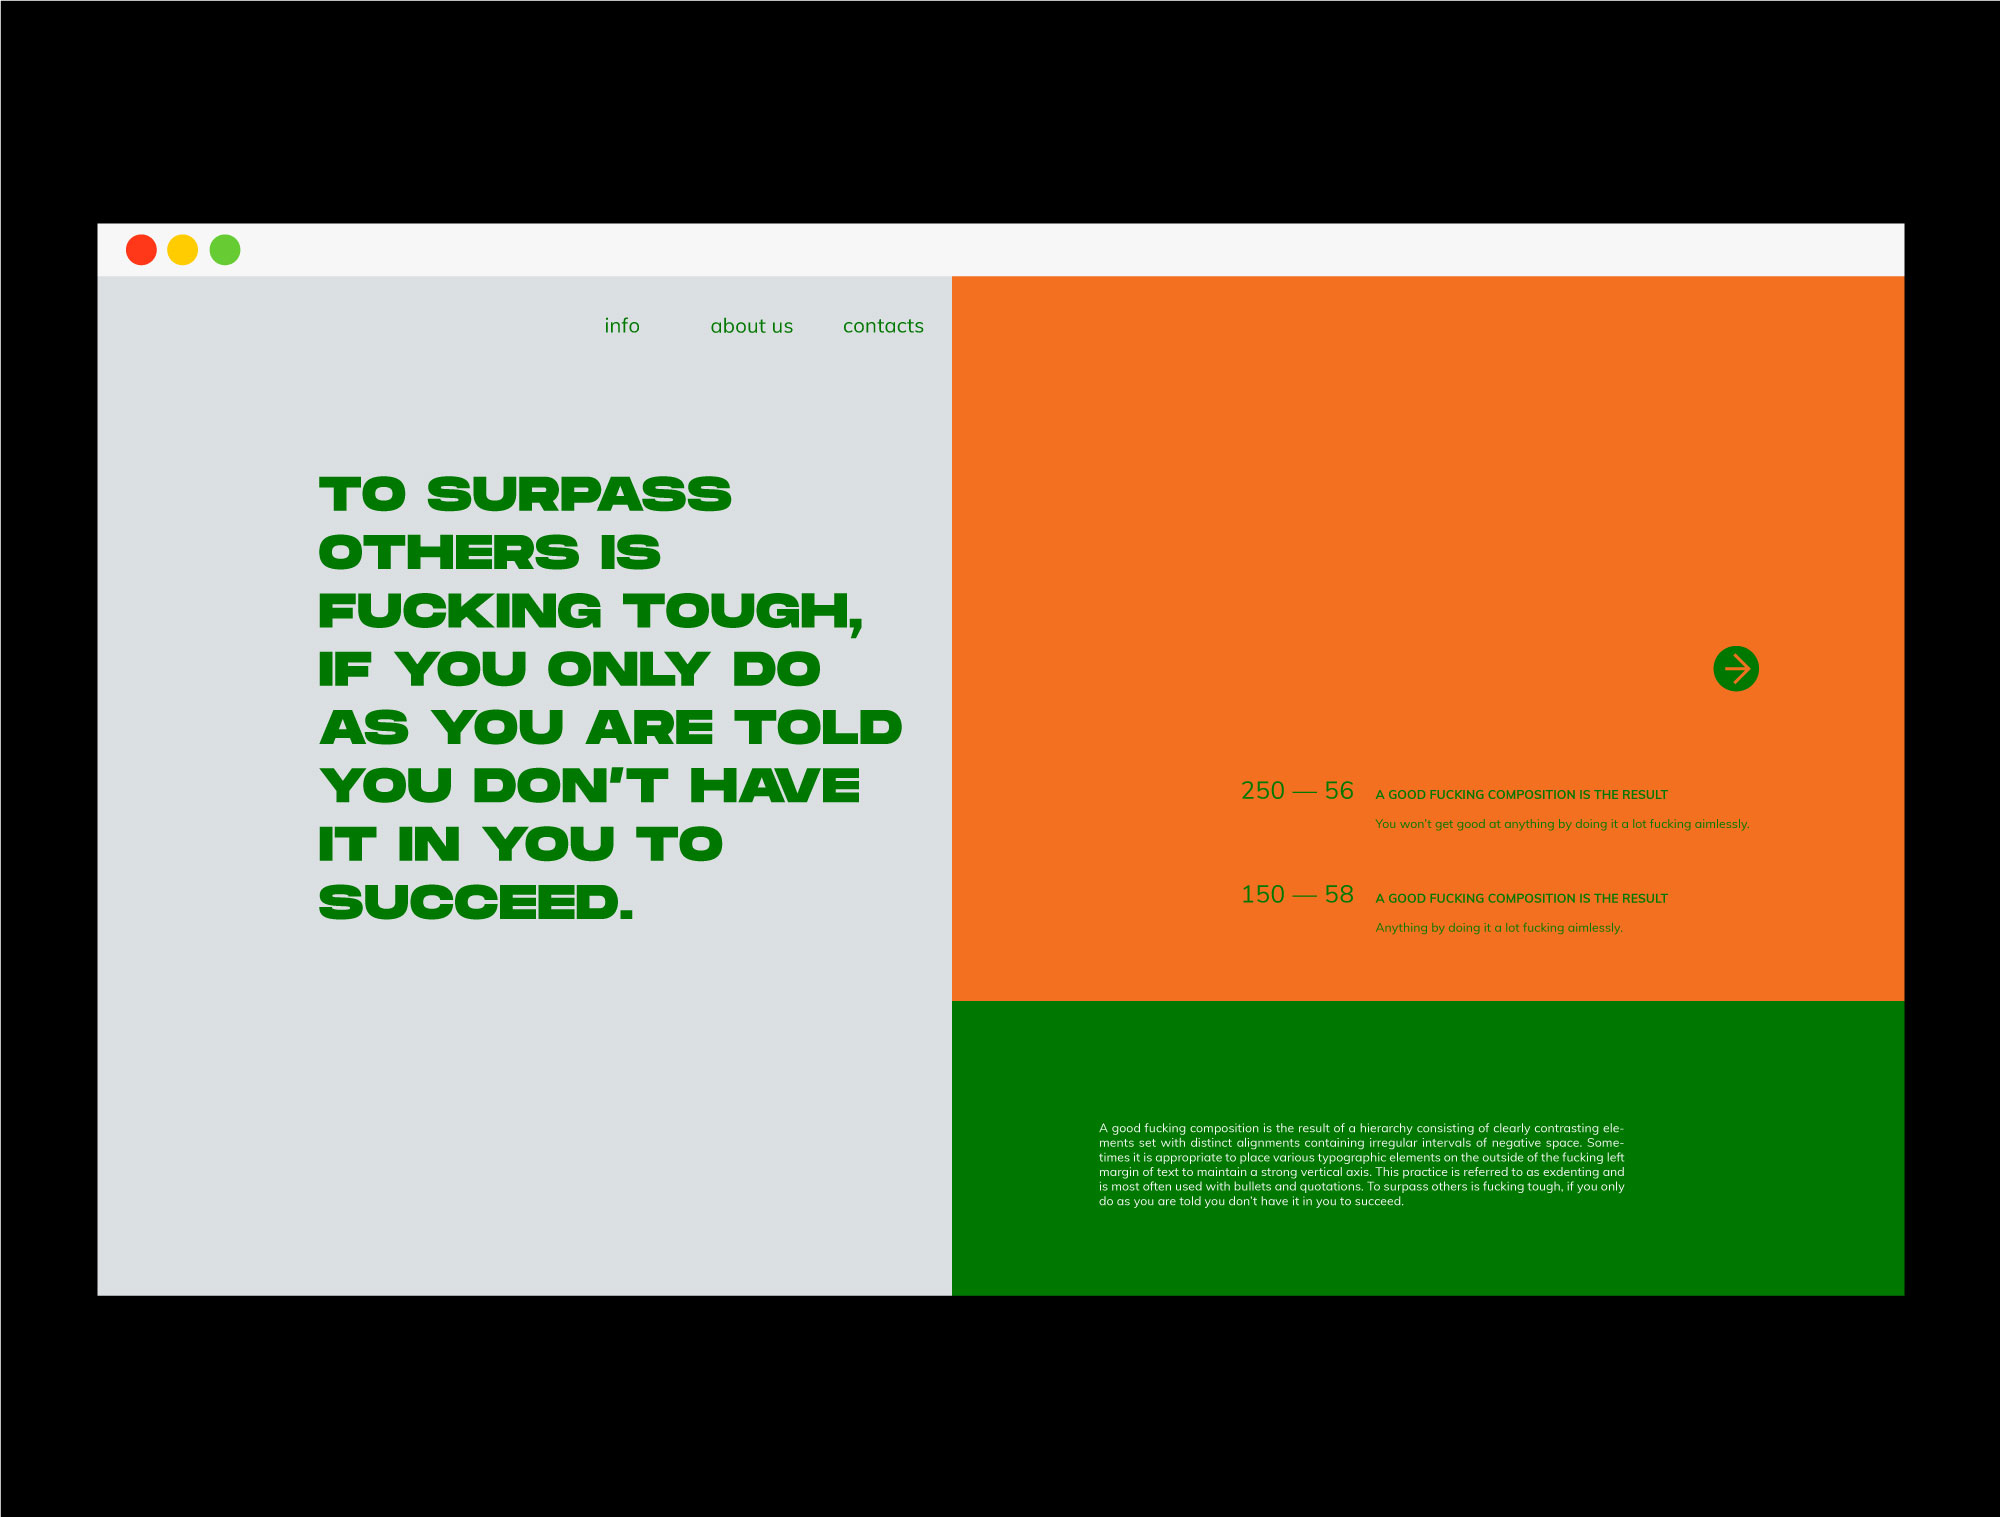 info about us contacts
TO SURPASS
OTHERS IS
FUCKING TOUGH,
IF YOU ONLY DO
AS YOU ARE TOLD
YOU DON'T HAVE
IT IN YOU TO
SUCCEED.
250 — 56 A GOOD FUCKING COMPOSITION IS THE RESULT
You won't get good at anything by doing it a lot fucking aimlessly.
150 — 58 A GOOD FUCKING COMPOSITION IS THE RESULT
Anything by doing it a lot fucking aimlessly.
A good fucking composition is the result of a hierarchy consisting of clearly contrasting ele-
ments set with distinct alignments containing irregular intervals of negative space. Some-
times it is appropriate to place various typographic elements on the outside of the fucking left
margin of text to maintain a strong vertical axis. This practice is referred to as exdenting and
is most often used with bullets and quotations. To surpass others is fucking tough, if you only
do as you are told you don't have it in you to succeed.